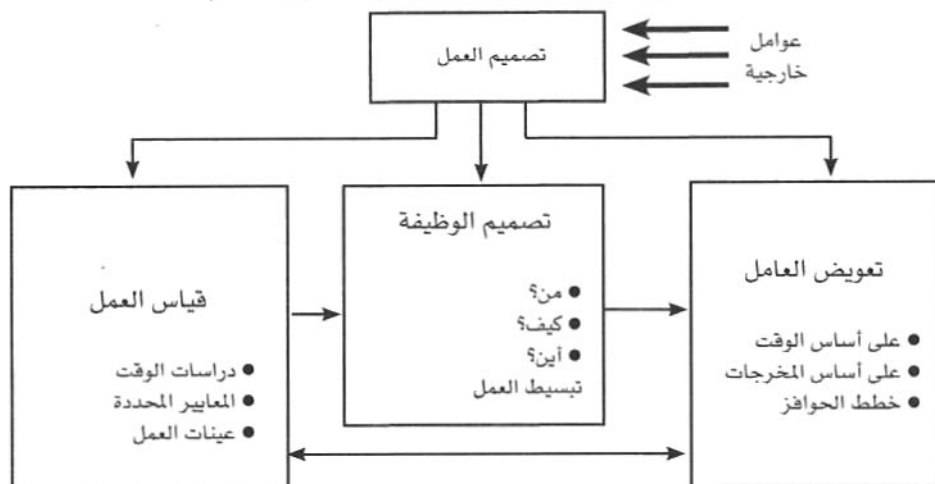 تصميم العمل
عوامل
خارجية
تعويض العامل
● على أساس الوقت
● على أساس المخرجات
● خطط الحوافز
تصميم الوظيفة
● من؟
● كيف؟
● أين؟
تبسيط العمل
قياس العمل
● دراسات الوقت
● المعايير المحددة
● عينات العمل